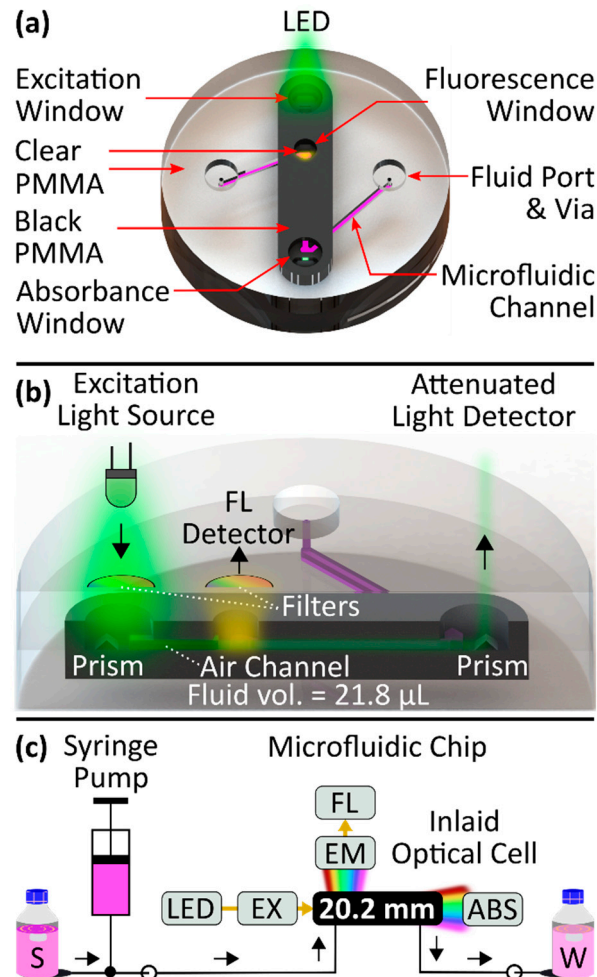 (a)
LED
Excitation
Window
Fluorescence
Window
Clear
PMMA
Fluid Port
& Via
Black
PMMA
Absorbance
Window
Microfluidic
Channel
(b)
Excitation
Light Source
Attenuated
Light Detector
FL
Detector
Filters
Prism
Air Channel
Prism
Fluid vol. = 21.8 µL
(c)
Syringe
Pump
Microfluidic Chip
FL
EM
Inlaid
Optical Cell
LED
EX
20.2 mm
ABS
S
W